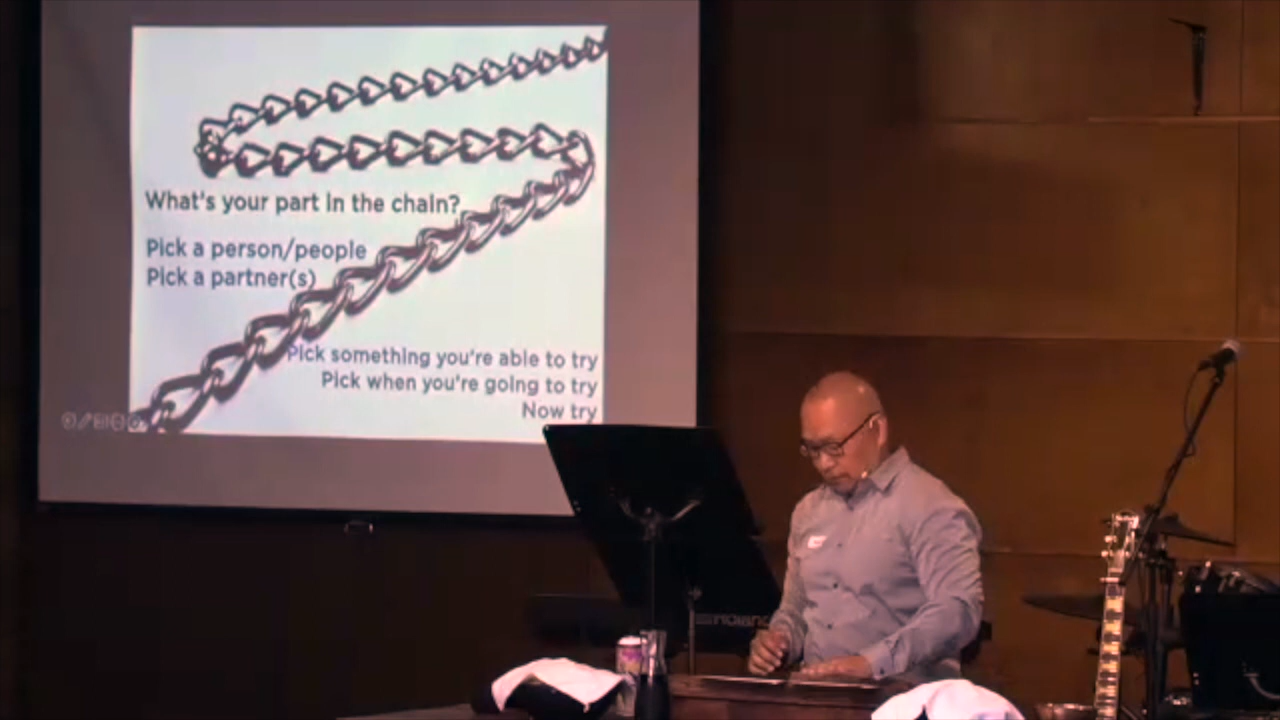 What's your part in the chain?
Pick a person/people
Pick a partner(s)
Pick something you're able to try
Pick when you're going to try
Now try
Roland